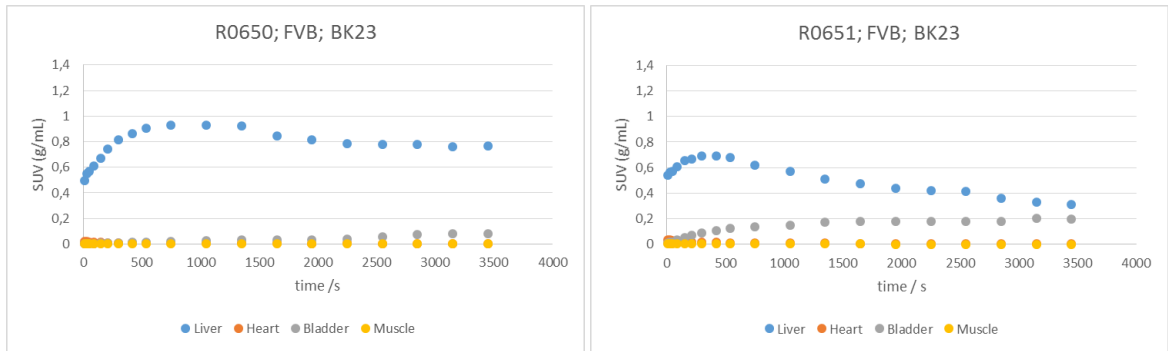 R0650; FVB; BK23
1,4
1,2
1
0,8
0,6
0,4
0,2
0
SUV (g/mL)
0 500 1000 1500 2000 2500 3000 3500 4000
time / s
Liver Heart Bladder Muscle
R0651; FVB; BK23
1,4
1,2
1
0,8
0,6
0,4
0,2
0
SUV (g/mL)
0 500 1000 1500 2000 2500 3000 3500 4000
time / s
Liver Heart Bladder Muscle